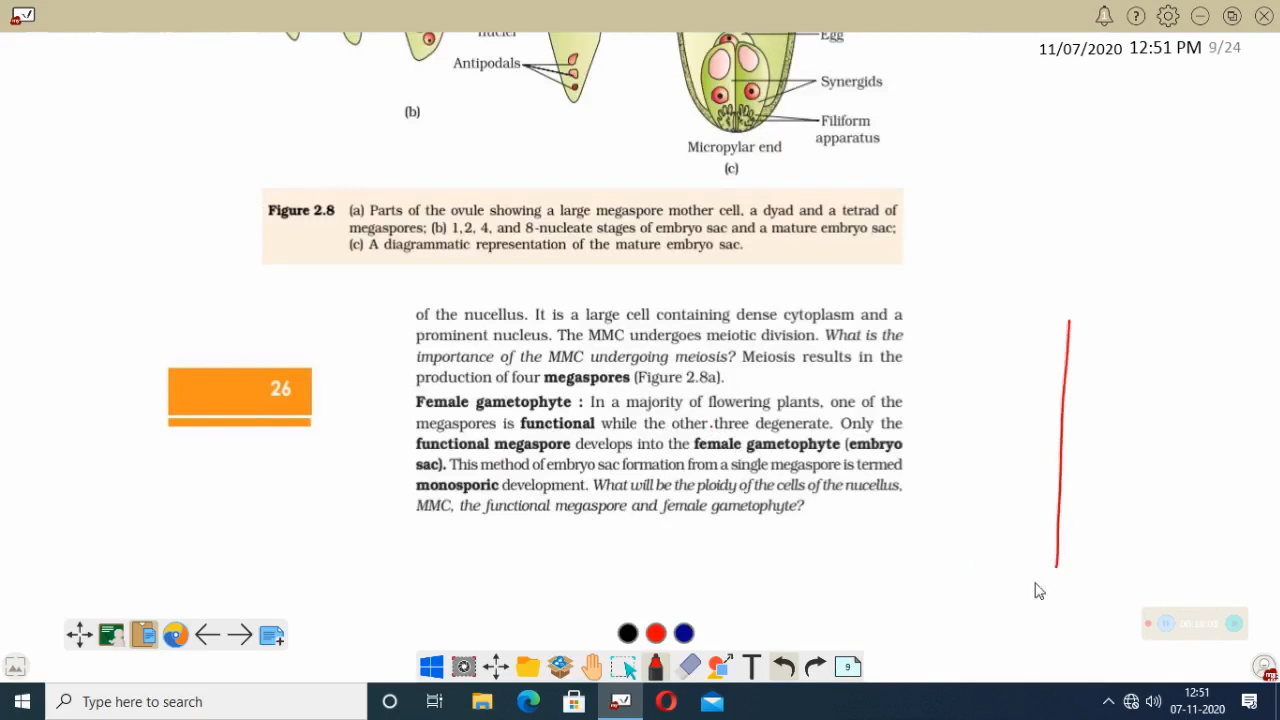 11/07/2020 12:51 PM 9/24
nuclei
Antipodals
(b)
Egg
Synergids
Filiform
apparatus
Micropylar end
(c)
Figure 2.8 (a) Parts of the ovule showing a large megaspore mother cell, a dyad and a tetrad of
megaspores; (b) 1,2, 4, and 8-nucleate stages of embryo sac and a mature embryo sac;
(c) A diagrammatic representation of the mature embryo sac.
of the nucellus. It is a large cell containing dense cytoplasm and a
prominent nucleus. The MMC undergoes meiotic division. What is the
importance of the MMC undergoing meiosis? Meiosis results in the
production of four megaspores (Figure 2.8a).
26
Female gametophyte : In a majority of flowering plants, one of the
megaspores is functional while the other three degenerate. Only the
functional megaspore develops into the female gametophyte (embryo
sac). This method of embryo sac formation from a single megaspore is termed
monosporic development. What will be the ploidy of the cells of the nucellus,
MMC, the functional megaspore and female gametophyte?
T
9
Type here to search
12:51
07-11-2020